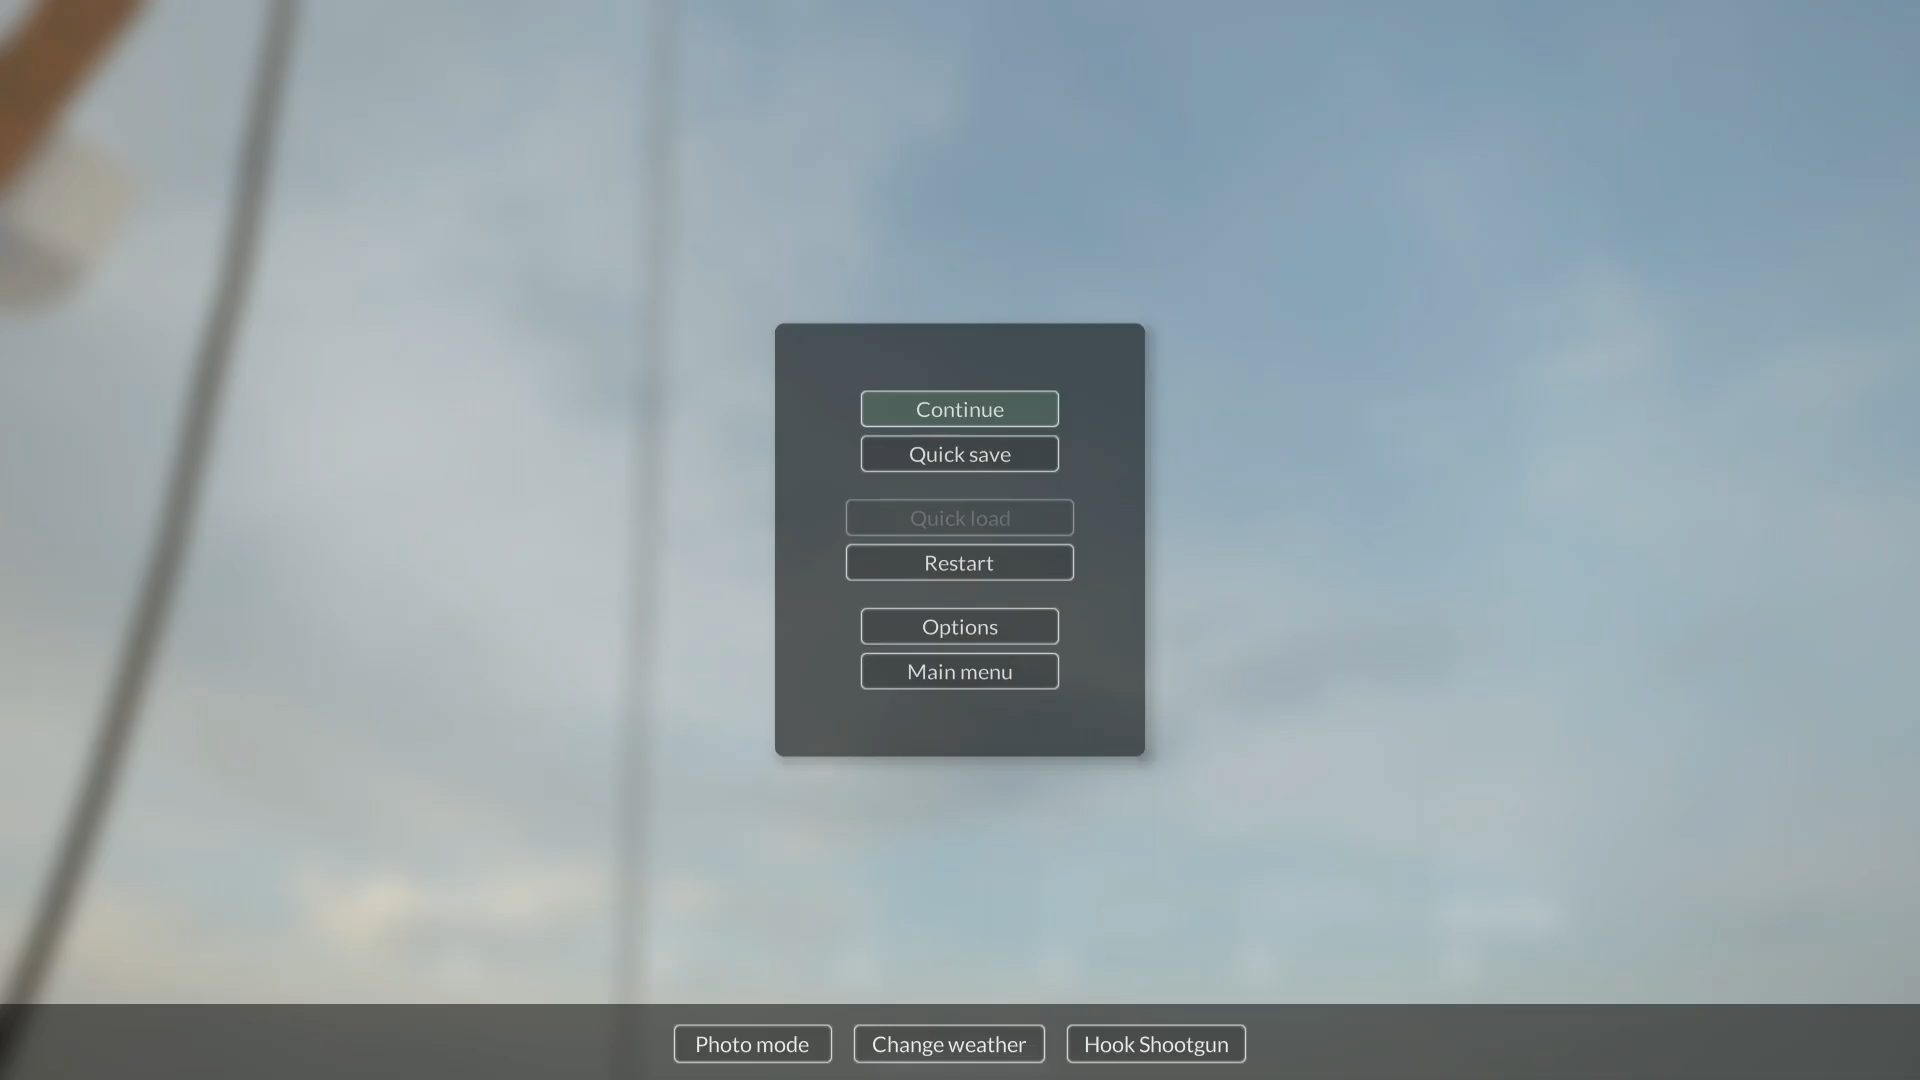 Continue
Quick save
Quick load
Restart
Options
Main menu
Photo mode
Change weather
Hook Shootgun